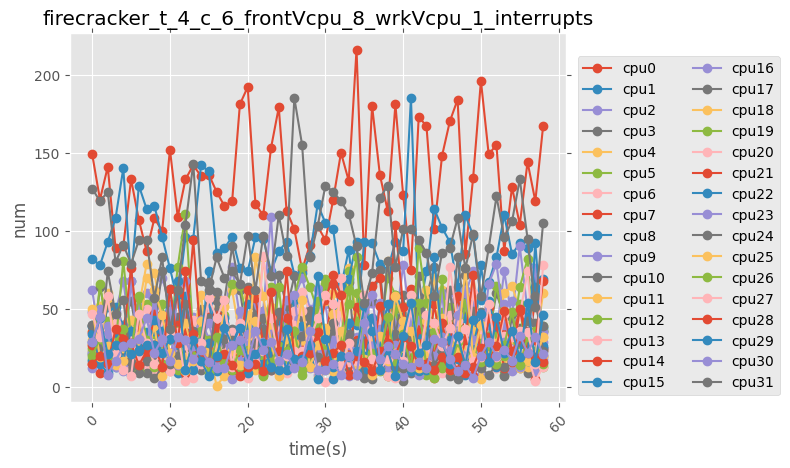 firecracker_t_4_c_6_frontVcpu_8_wrkVcpu_1_interrupts
num
200
150
100
50
0
0
10
20
30
40
50
60
time(s)
cpu0
cpu1
cpu2
cpu3
cpu4
cpu5
cpu6
cpu7
cpu8
cpu9
cpu10
cpu11
cpu12
cpu13
cpu14
cpu15
cpu16
cpu17
cpu18
cpu19
cpu20
cpu21
cpu22
cpu23
cpu24
cpu25
cpu26
cpu27
cpu28
cpu29
cpu30
cpu31